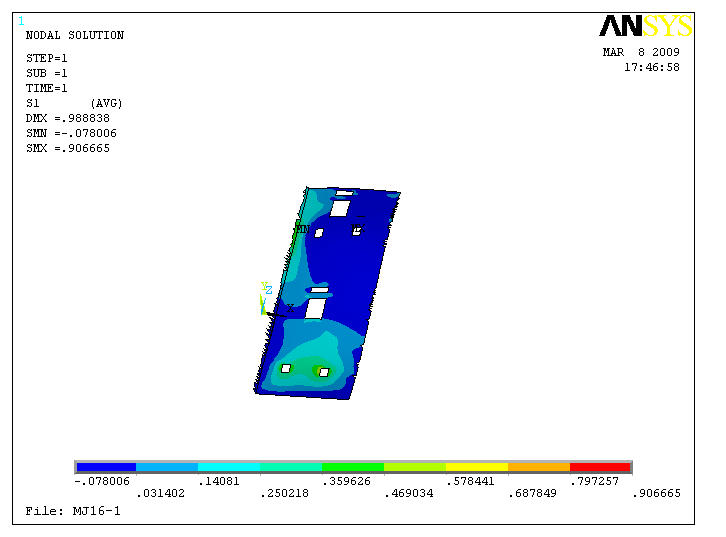 1
NODAL SOLUTION
ANSYS
MAR  8 2009
17:46:58
STEP=1
SUB =1
TIME=1
S1       (AVG)
DMX =.988838
SMN =-.078006
SMX =.906665
MN
Y
Z
X
-.078006 .14081 .359626 .578441 .797257
.031402 .250218 .469034 .687849 .906665
File: MJ16-1